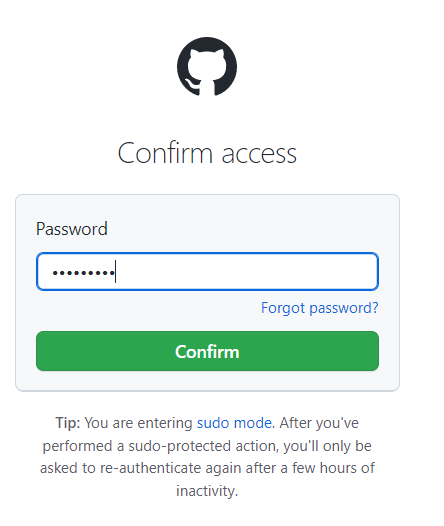 Confirm access
Password
•••••••••
Forgot password?
Confirm
Tip: You are entering sudo mode. After you've
performed a sudo-protected action, you'll only be
asked to re-authenticate again after a few hours of
inactivity.